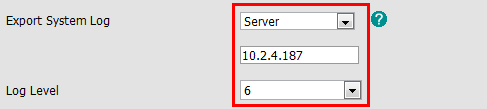 Export System Log Server ?
10.2.4.187
Log Level 6